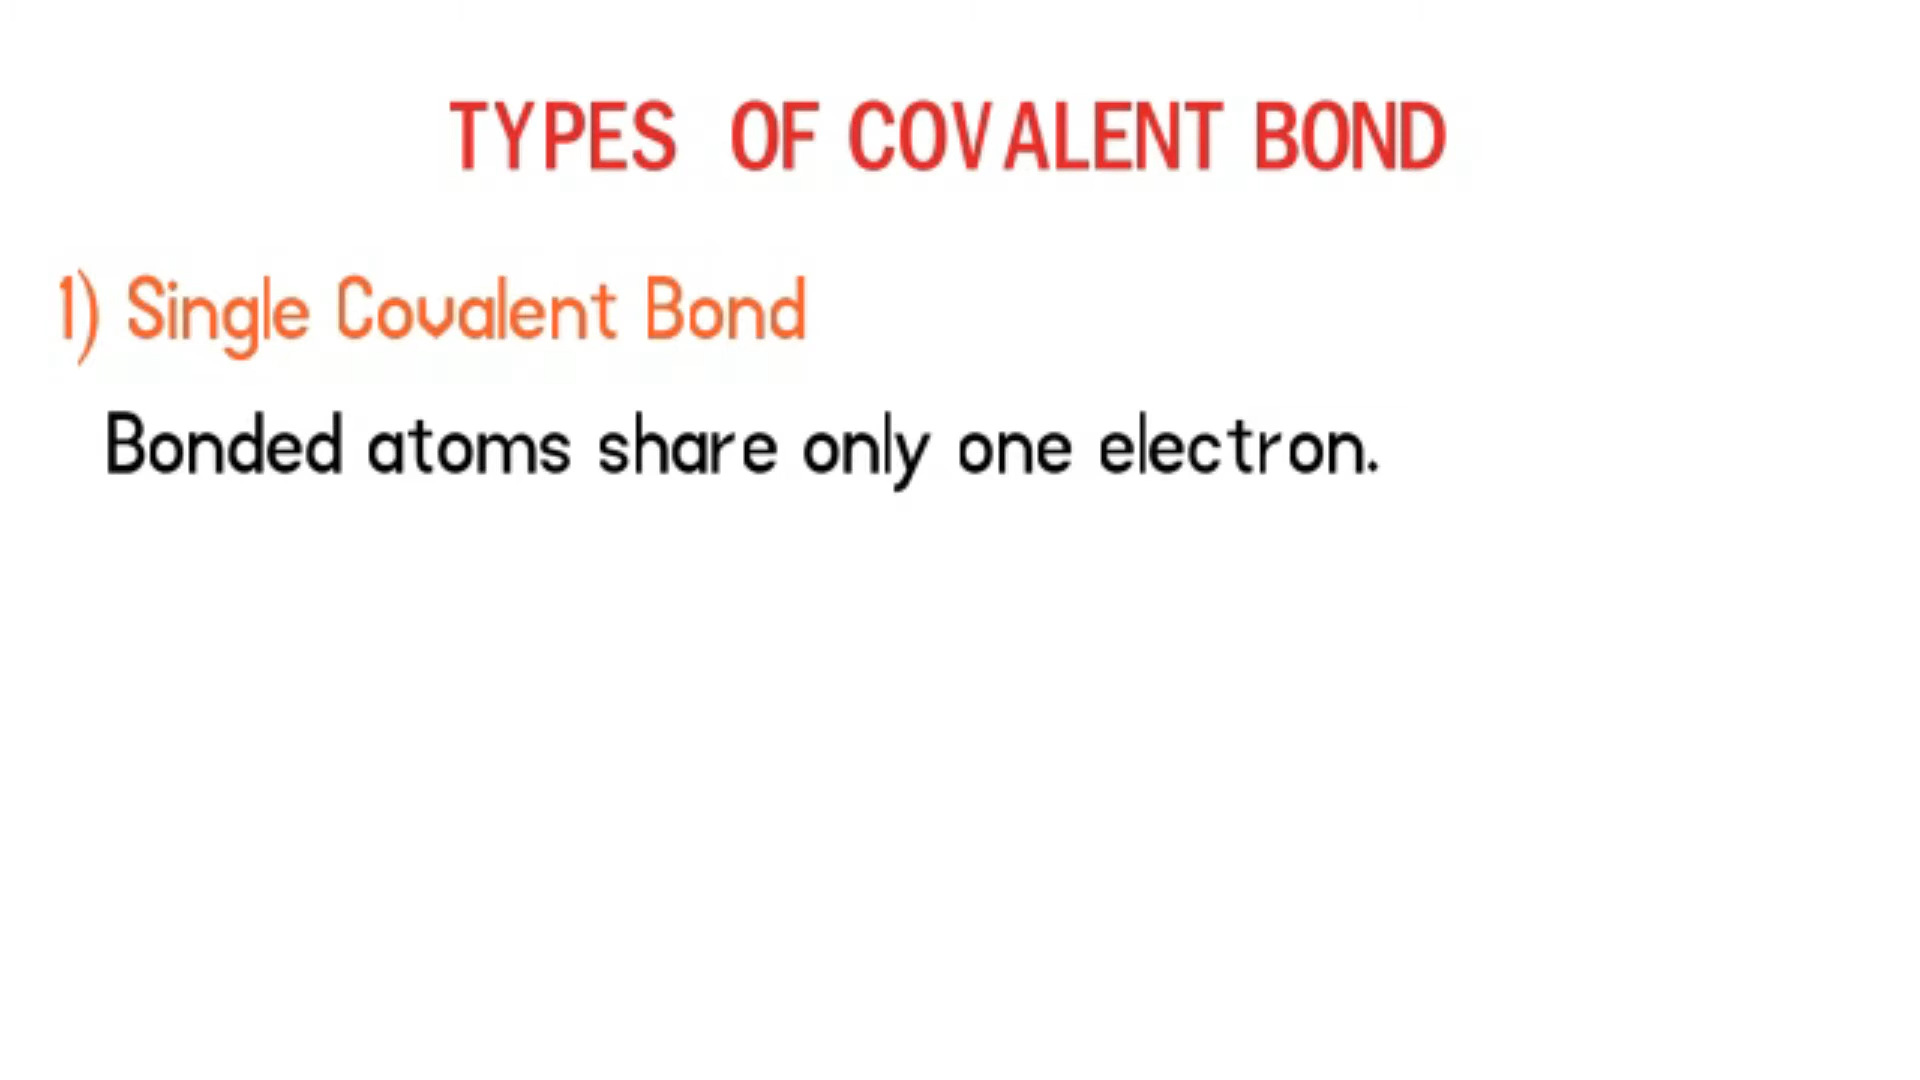 TYPES OF COVALENT BOND
1) Single Covalent Bond
Bonded atoms share only one electron.